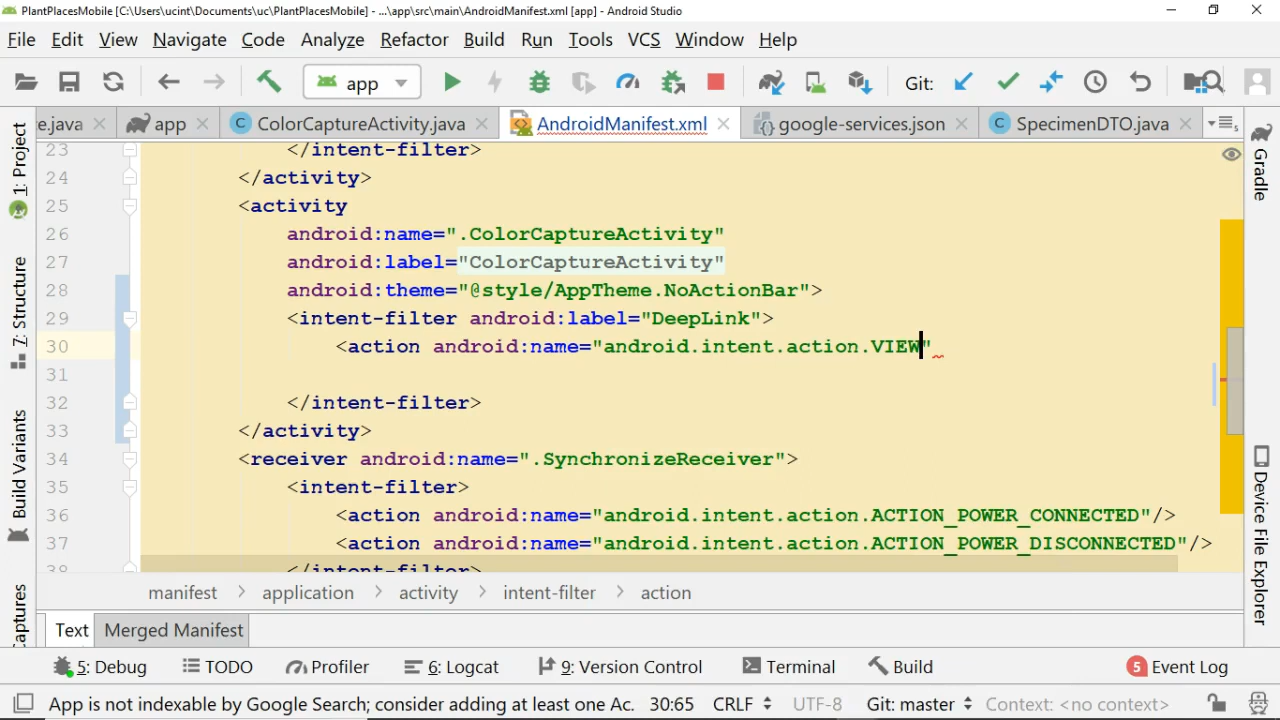 PlantPlacesMobile [C:\Users\ucint\Documents\uc\PlantPlacesMobile] - ...\app\src\main\AndroidManifest.xml [app] - Android Studio
File Edit View Navigate Code Analyze Refactor Build Run Tools VCS Window Help
app Git:
e.java app ColorCaptureActivity.java AndroidManifest.xml google-services.json SpecimenDTO.java
1: Project
7: Structure
Build Variants
aptures
23 </intent-filter>
24 </activity>
25 <activity
26 android:name=".ColorCaptureActivity"
27 android:label="ColorCaptureActivity"
28 android:theme="@style/AppTheme.NoActionBar">
29 <intent-filter android:label="DeepLink">
30 <action android:name="android.intent.action.VIEW"
31
32 </intent-filter>
33 </activity>
34 <receiver android:name=".SynchronizeReceiver">
35 <intent-filter>
36 <action android:name="android.intent.action.ACTION_POWER_CONNECTED"/>
37 <action android:name="android.intent.action.ACTION_POWER_DISCONNECTED"/>
38 </intent-filter>
Gradle
Device File Explorer
manifest > application > activity > intent-filter > action
Text Merged Manifest
5: Debug TODO Profiler 6: Logcat 9: Version Control Terminal Build 5 Event Log
App is not indexable by Google Search; consider adding at least one Ac. 30:65 CRLF UTF-8 Git: master Context: <no context>